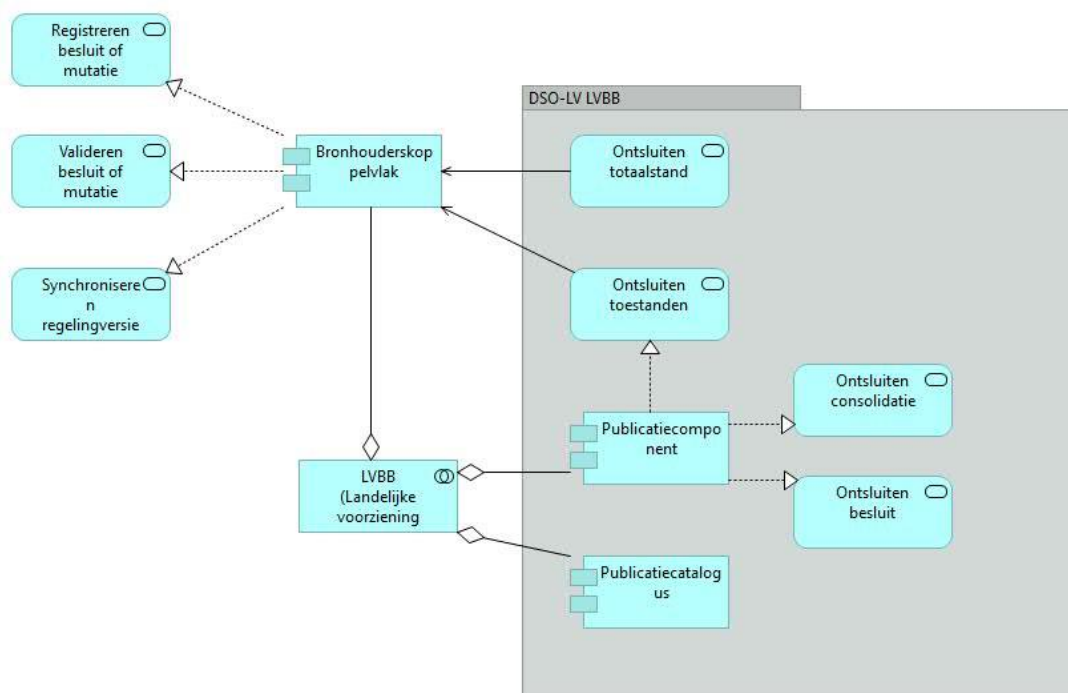 Registreren
besluit of
mutatie
DSO-LV LVBB
Valideren
besluit of
mutatie
Bronhouderskop
pelvlak
Ontsluiten
totaalstand
Synchronisere
n
regelingversie
Ontsluiten
toestanden
Ontsluiten
consolidatie
Publicatiecompo
nent
LVBB
(Landelijke
voorziening
Ontsluiten
besluit
Publicatiecatalog
us